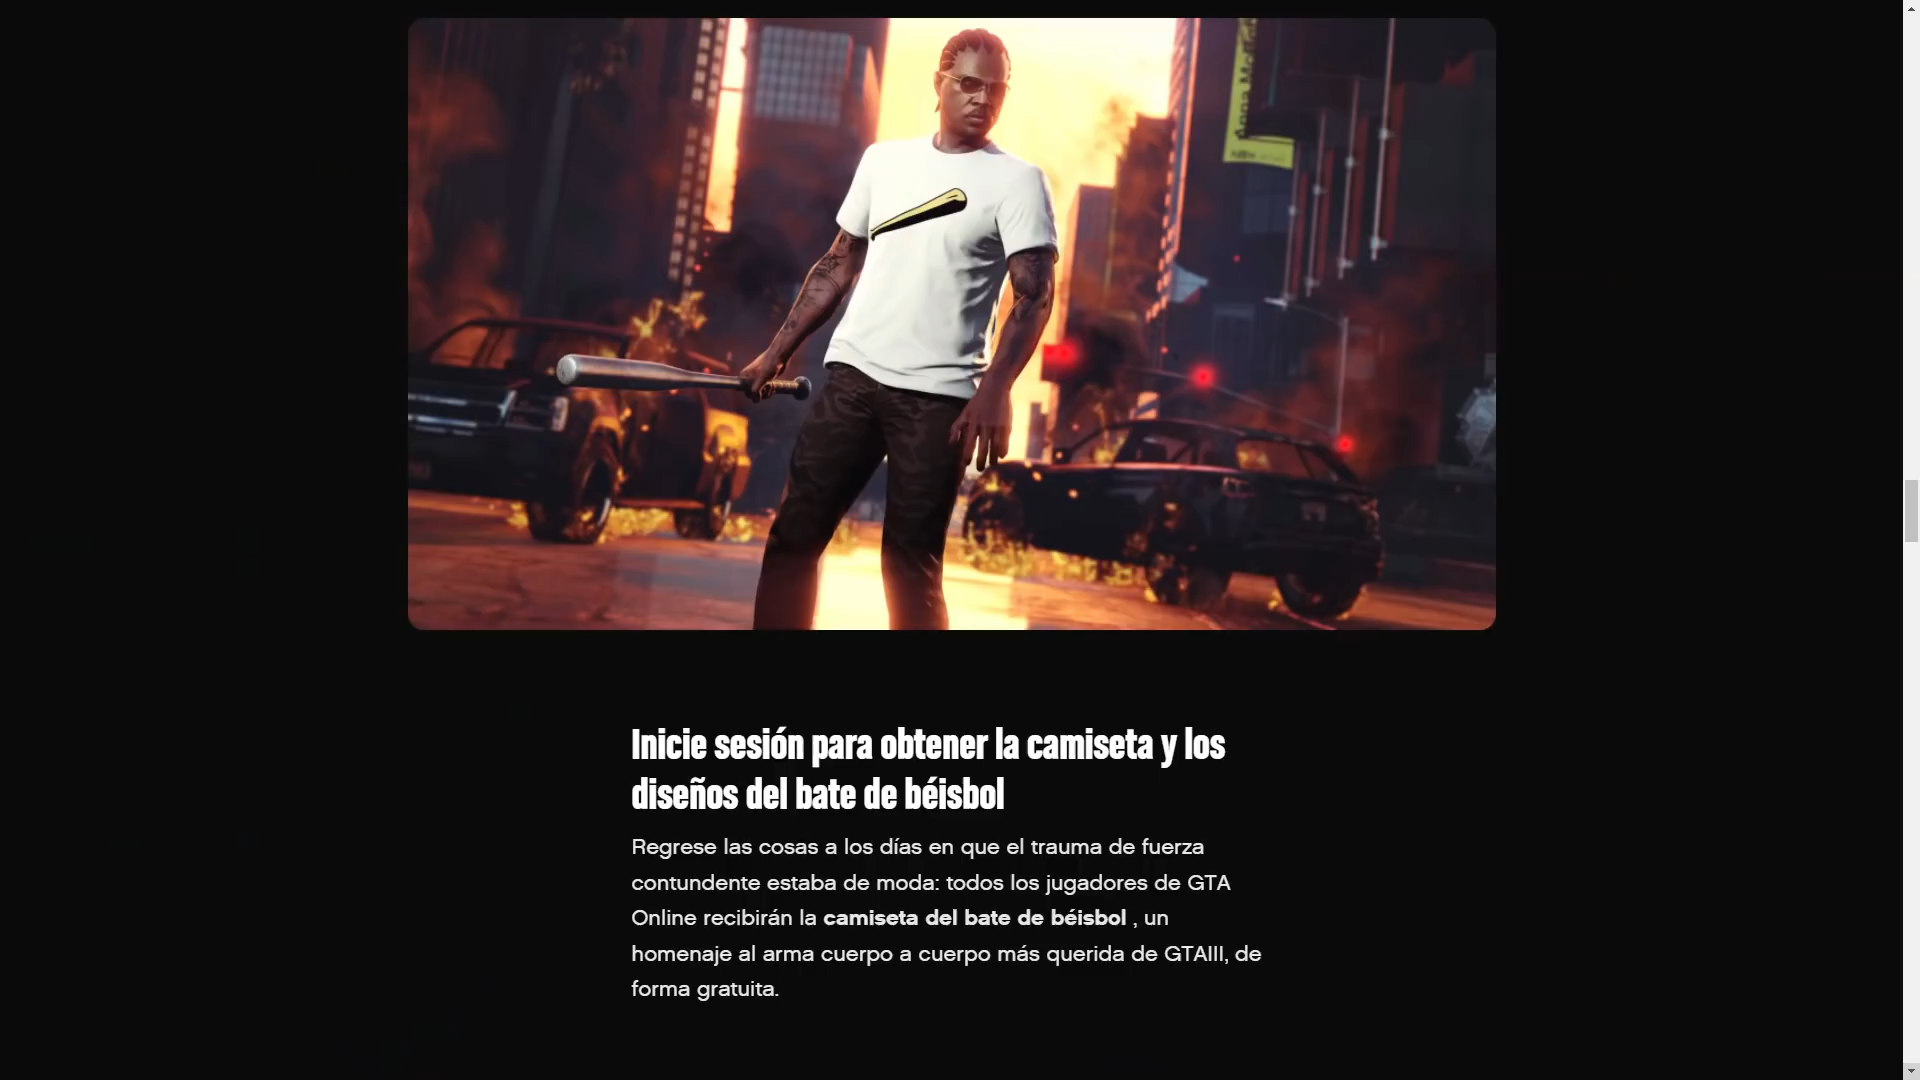 Inicie sesión para obtener la camiseta y los
diseños del bate de béisbol
Regrese las cosas a los días en que el trauma de fuerza
contundente estaba de moda: todos los jugadores de GTA
Online recibirán la camiseta del bate de béisbol , un
homenaje al arma cuerpo a cuerpo más querida de GTAIII, de
forma gratuita.